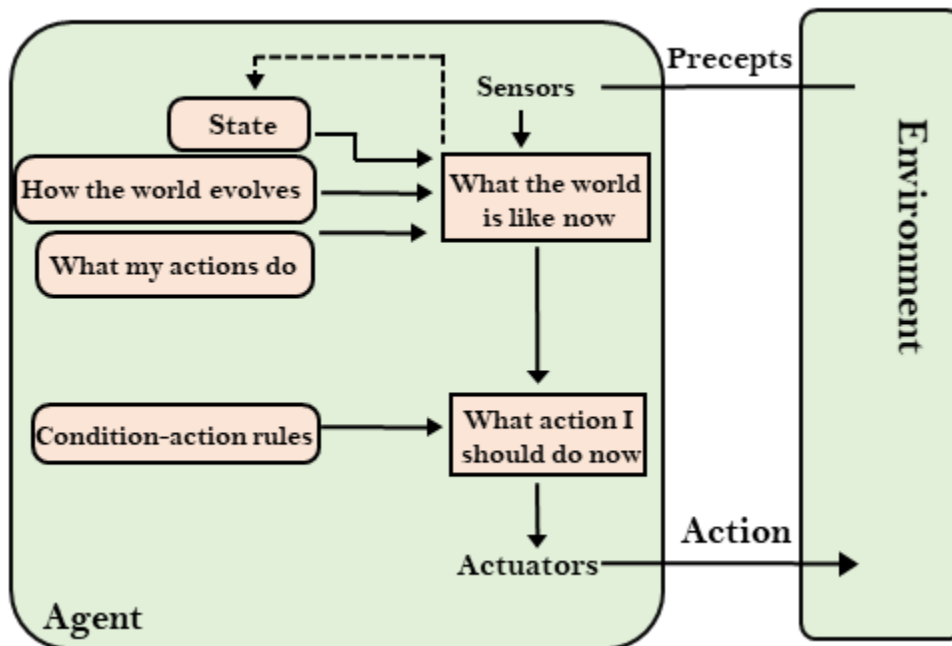 Precepts
Sensors
State
How the world evolves
What my actions do
What the world
is like now
Condition-action rules
What action I
should do now
Actuators
Action
Agent
Environment